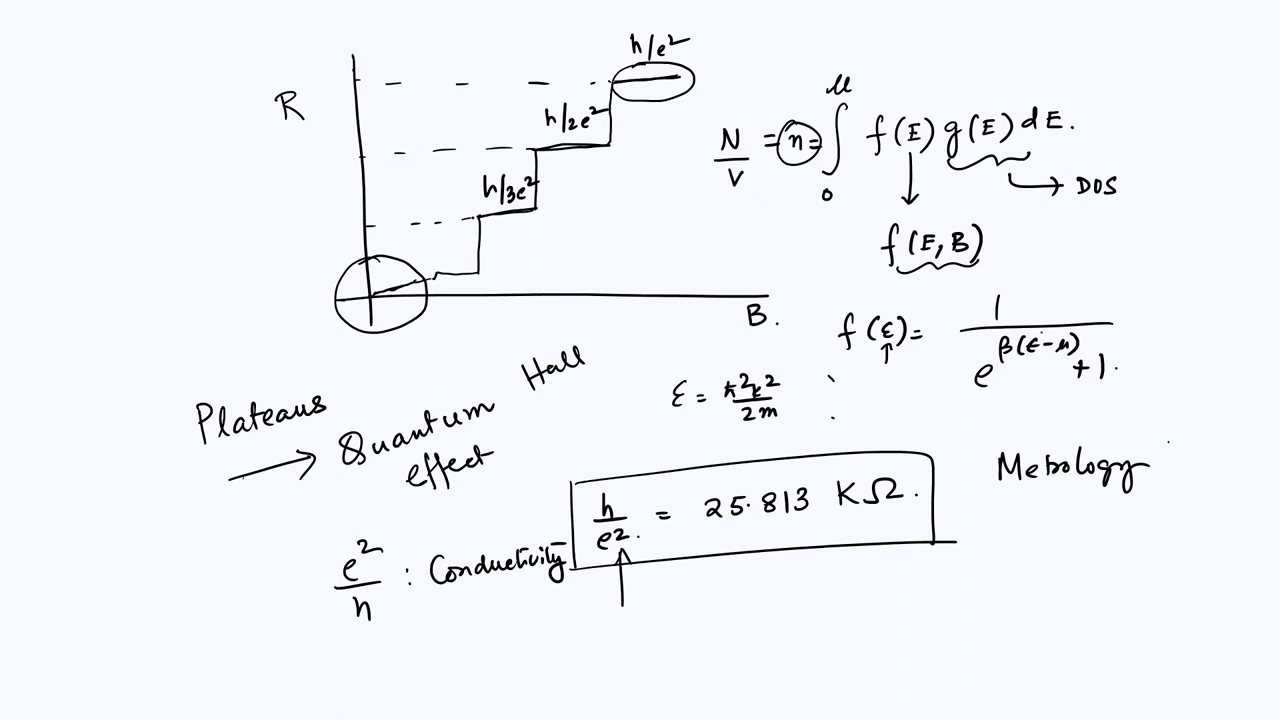 R
h/e²
h/2e²
h/3e²
B.
N/V = n = ∫₀^μ f(E) g(E) dE.
→ DOS
f(E,B)
f(ε) = 1/(e^{β(ε-μ)} + 1).
ε = ħ²k²/2m
Plateaus
→ Quantum Hall
effect
h/e². = 25.813 KΩ.
Metrology
e²/h : Conductivity